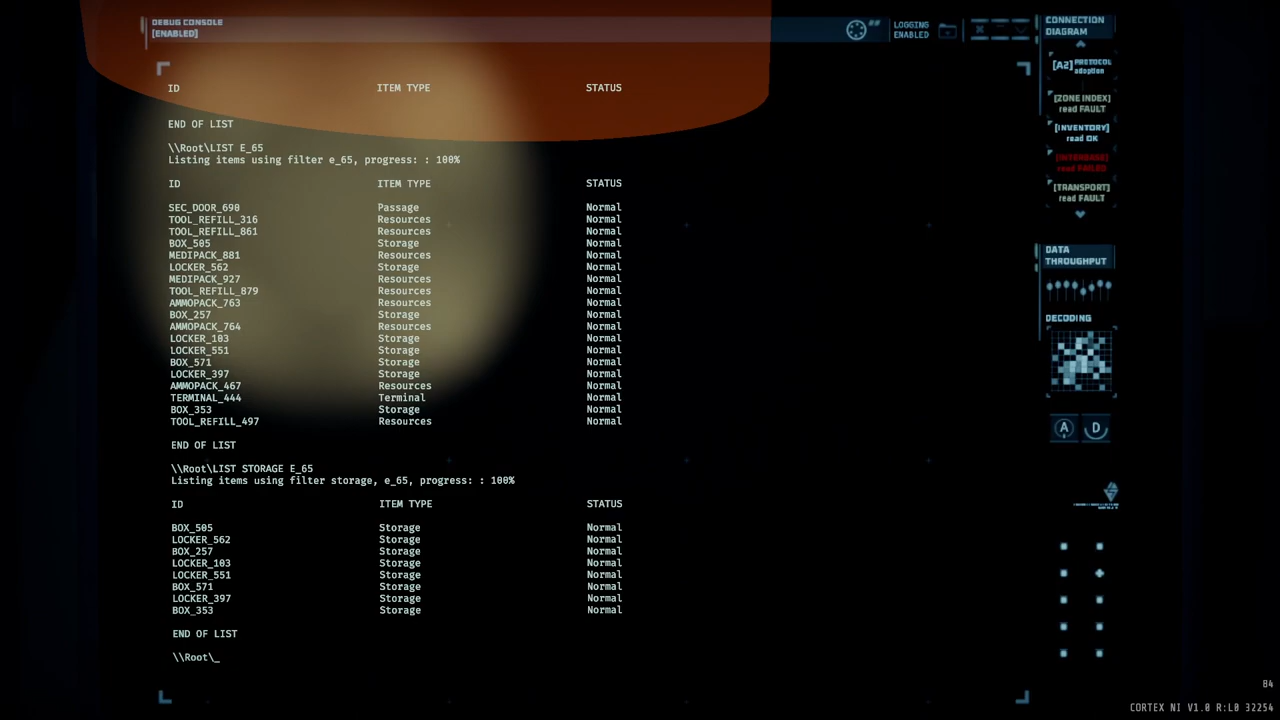 DEBUG CONSOLE
[ENABLED]
LOGGING
ENABLED
ID ITEM TYPE STATUS
END OF LIST
\\Root\LIST E_65
Listing items using filter e_65, progress: : 100%
ID ITEM TYPE STATUS
SEC_DOOR_690 Passage Normal
TOOL_REFILL_316 Resources Normal
TOOL_REFILL_861 Resources Normal
BOX_505 Storage Normal
MEDIPACK_881 Resources Normal
LOCKER_562 Storage Normal
MEDIPACK_927 Resources Normal
TOOL_REFILL_879 Resources Normal
AMMOPACK_763 Resources Normal
BOX_257 Storage Normal
AMMOPACK_764 Resources Normal
LOCKER_103 Storage Normal
LOCKER_551 Storage Normal
BOX_571 Storage Normal
LOCKER_397 Storage Normal
AMMOPACK_467 Resources Normal
TERMINAL_444 Terminal Normal
BOX_353 Storage Normal
TOOL_REFILL_497 Resources Normal
END OF LIST
\\Root\LIST STORAGE E_65
Listing items using filter storage, e_65, progress: : 100%
ID ITEM TYPE STATUS
BOX_505 Storage Normal
LOCKER_562 Storage Normal
BOX_257 Storage Normal
LOCKER_103 Storage Normal
LOCKER_551 Storage Normal
BOX_571 Storage Normal
LOCKER_397 Storage Normal
BOX_353 Storage Normal
END OF LIST
\\Root\_
CONNECTION
DIAGRAM
[A2] PROTOCOL
adoption
[ZONE INDEX]
read FAULT
[INVENTORY]
read OK
read FAILED
[TRANSPORT]
read FAULT
DATA
THROUGHPUT
DECODING
A D
B4
CORTEX NI V1.0 R:L0 32254